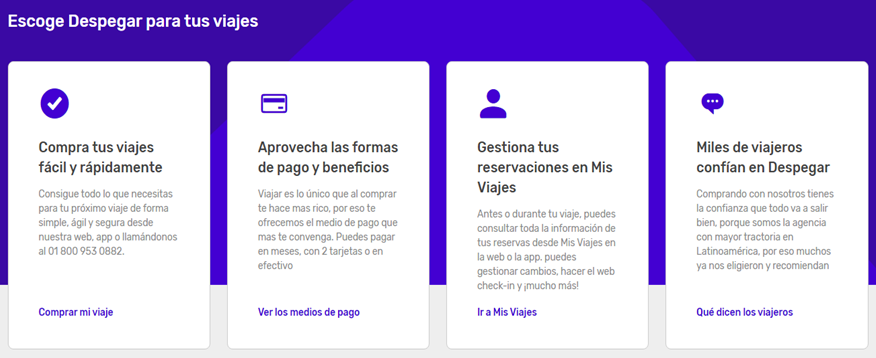 Escoge Despegar para tus viajes
Compra tus viajes
fácil y rápidamente
Consigue todo lo que necesitas
para tu próximo viaje de forma
simple, ágil y segura desde
nuestra web, app o llamándonos
al 01 800 953 0882.
Comprar mi viaje
Aprovecha las formas
de pago y beneficios
Viajar es lo único que al comprar
te hace mas rico, por eso te
ofrecemos el medio de pago que
mas te convenga. Puedes pagar
en meses, con 2 tarjetas o en
efectivo
Ver los medios de pago
Gestiona tus
reservaciones en Mis
Viajes
Antes o durante tu viaje, puedes
consultar toda la información de
tus reservas desde Mis Viajes en
la web o la app. puedes
gestionar cambios, hacer el web
check-in y ¡mucho más!
Ir a Mis Viajes
Miles de viajeros
confían en Despegar
Comprando con nosotros tienes
la confianza que todo va a salir
bien, porque somos la agencia
con mayor tractoria en
Latinoamérica, por eso muchos
ya nos eligieron y recomiendan
Qué dicen los viajeros